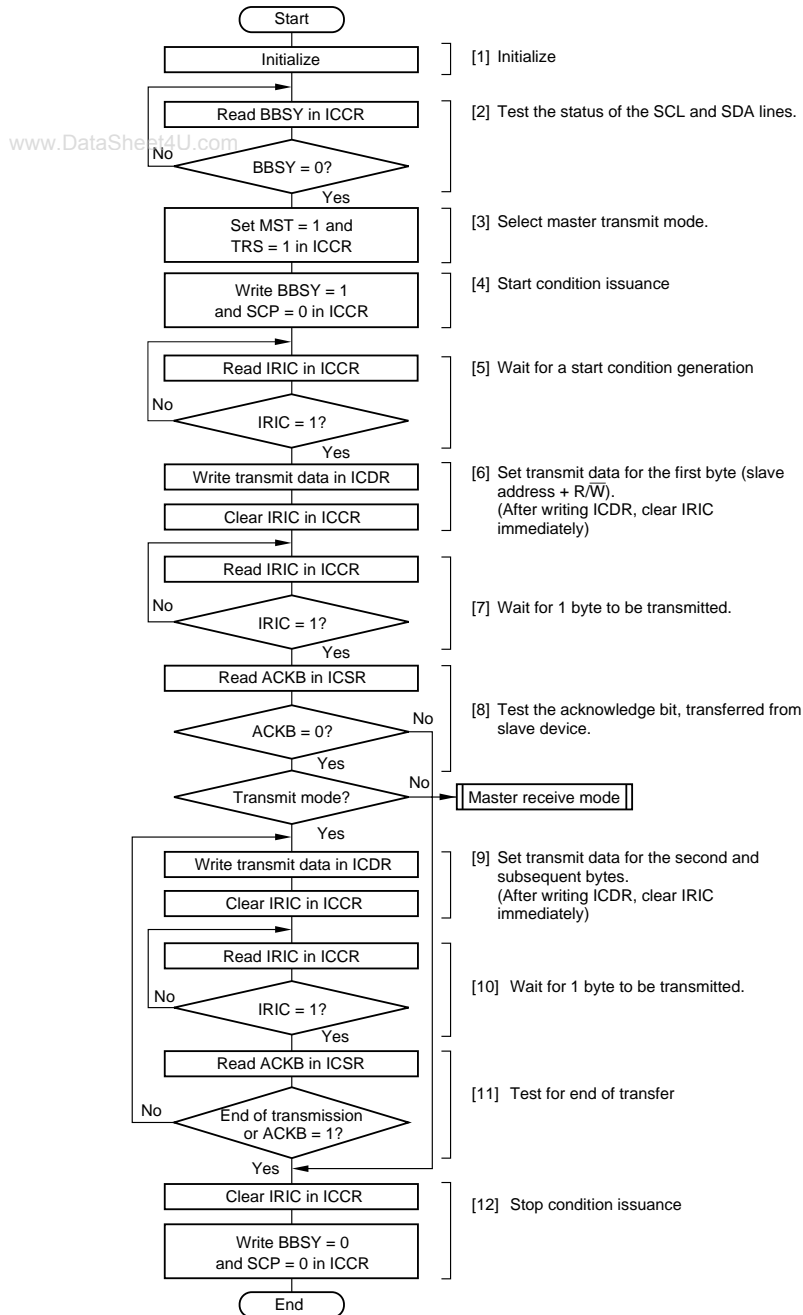 Start
Initialize
[1] Initialize
Read BBSY in ICCR
[2] Test the status of the SCL and SDA lines.
www.DataSheet4U.com
No
BBSY = 0?
Yes
Set MST = 1 and
TRS = 1 in ICCR
[3] Select master transmit mode.
Write BBSY = 1
and SCP = 0 in ICCR
[4] Start condition issuance
Read IRIC in ICCR
[5] Wait for a start condition generation
No
IRIC = 1?
Yes
Write transmit data in ICDR
[6] Set transmit data for the first byte (slave
address + R/W̅).
(After writing ICDR, clear IRIC
immediately)
Clear IRIC in ICCR
Read IRIC in ICCR
No
IRIC = 1?
[7] Wait for 1 byte to be transmitted.
Yes
Read ACKB in ICSR
[8] Test the acknowledge bit, transferred from
slave device.
ACKB = 0?
No
Yes
Transmit mode?
No
Master receive mode
Yes
Write transmit data in ICDR
[9] Set transmit data for the second and
subsequent bytes.
(After writing ICDR, clear IRIC
immediately)
Clear IRIC in ICCR
Read IRIC in ICCR
[10] Wait for 1 byte to be transmitted.
No
IRIC = 1?
Yes
Read ACKB in ICSR
[11] Test for end of transfer
No
End of transmission
or ACKB = 1?
Yes
Clear IRIC in ICCR
[12] Stop condition issuance
Write BBSY = 0
and SCP = 0 in ICCR
End